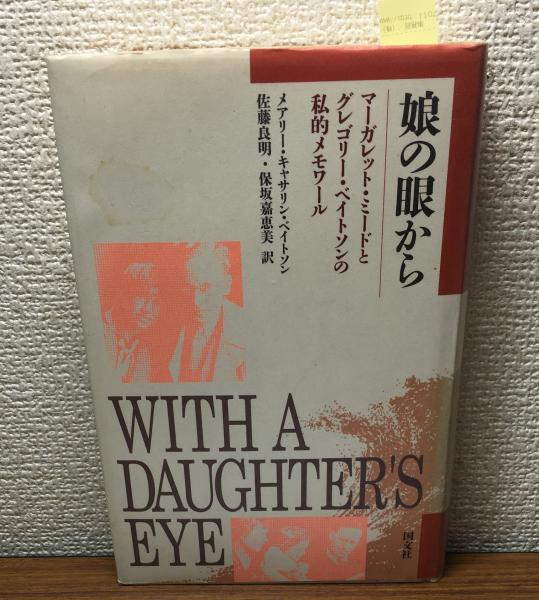 娘の眼から
マーガレット・ミードと
グレゴリー・ベイトソンの
私的メモワール
メアリー・キャサリン・ベイトソン
佐藤良明・保坂嘉恵美 訳
WITH A
DAUGHTER'S
EYE
国文社